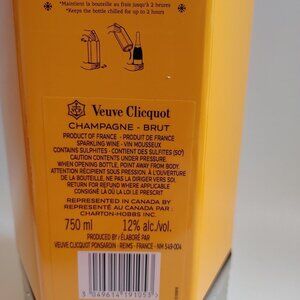 *Maintient la bouteille au frais jusqu'à 2 heures
*Keeps the bottle chilled for up to 2 hours
Veuve Clicquot
CHAMPAGNE - BRUT
PRODUCT OF FRANCE - PRODUIT DE FRANCE
SPARKLING WINE - VIN MOUSSEUX
CONTAINS SULPHITES - CONTIENT DES SULFITES
CAUTION CONTENTS UNDER PRESSURE.
WHEN OPENING BOTTLE, POINT AWAY FROM BODY.
ATTENTION RÉCIPIENT SOUS PRESSION. À L'OUVERTURE
DE LA BOUTEILLE, NE PAS LA DIRIGER VERS SOI.
RETURN FOR REFUND WHERE APPLICABLE
CONSIGNÉ LÀ OÙ LA LOI LE PRESCRIT
REPRESENTED IN CANADA BY
REPRÉSENTÉ AU CANADA PAR :
CHARTON-HOBBS INC.
750 ml 12% alc./vol.
PRODUCED BY / ÉLABORÉ PAR
VEUVE CLICQUOT PONSARDIN - REIMS - FRANCE - NM 549-004
3 049614 191053